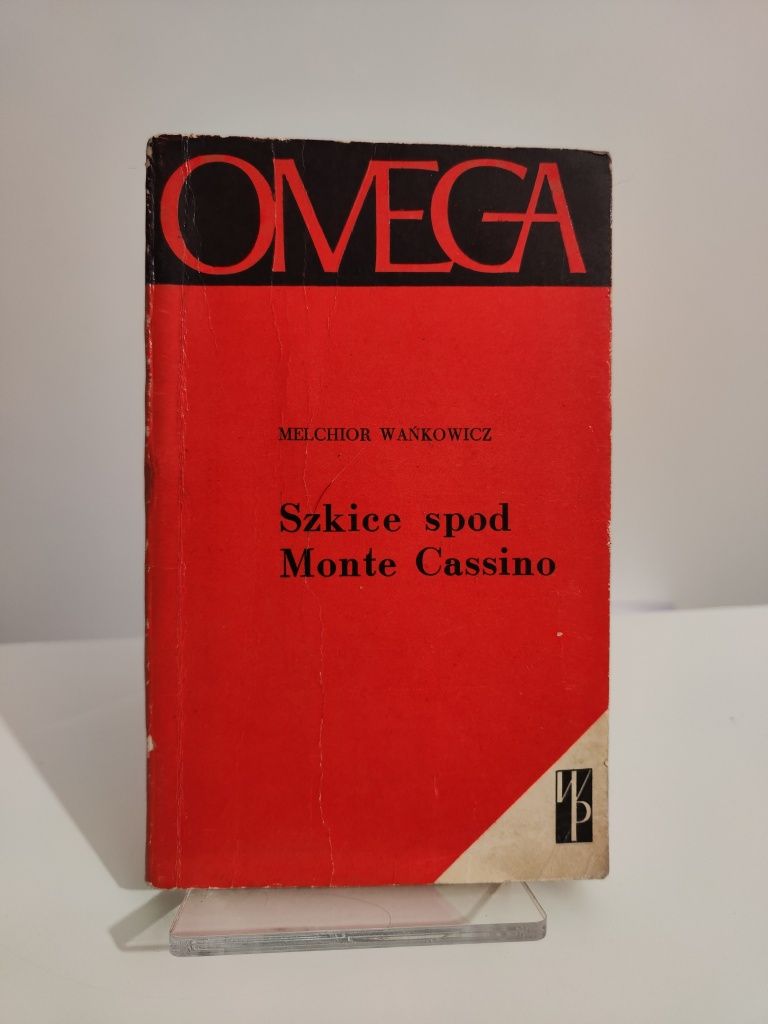 OMEGA
MELCHIOR WAŃKOWICZ
Szkice spod
Monte Cassino
WP